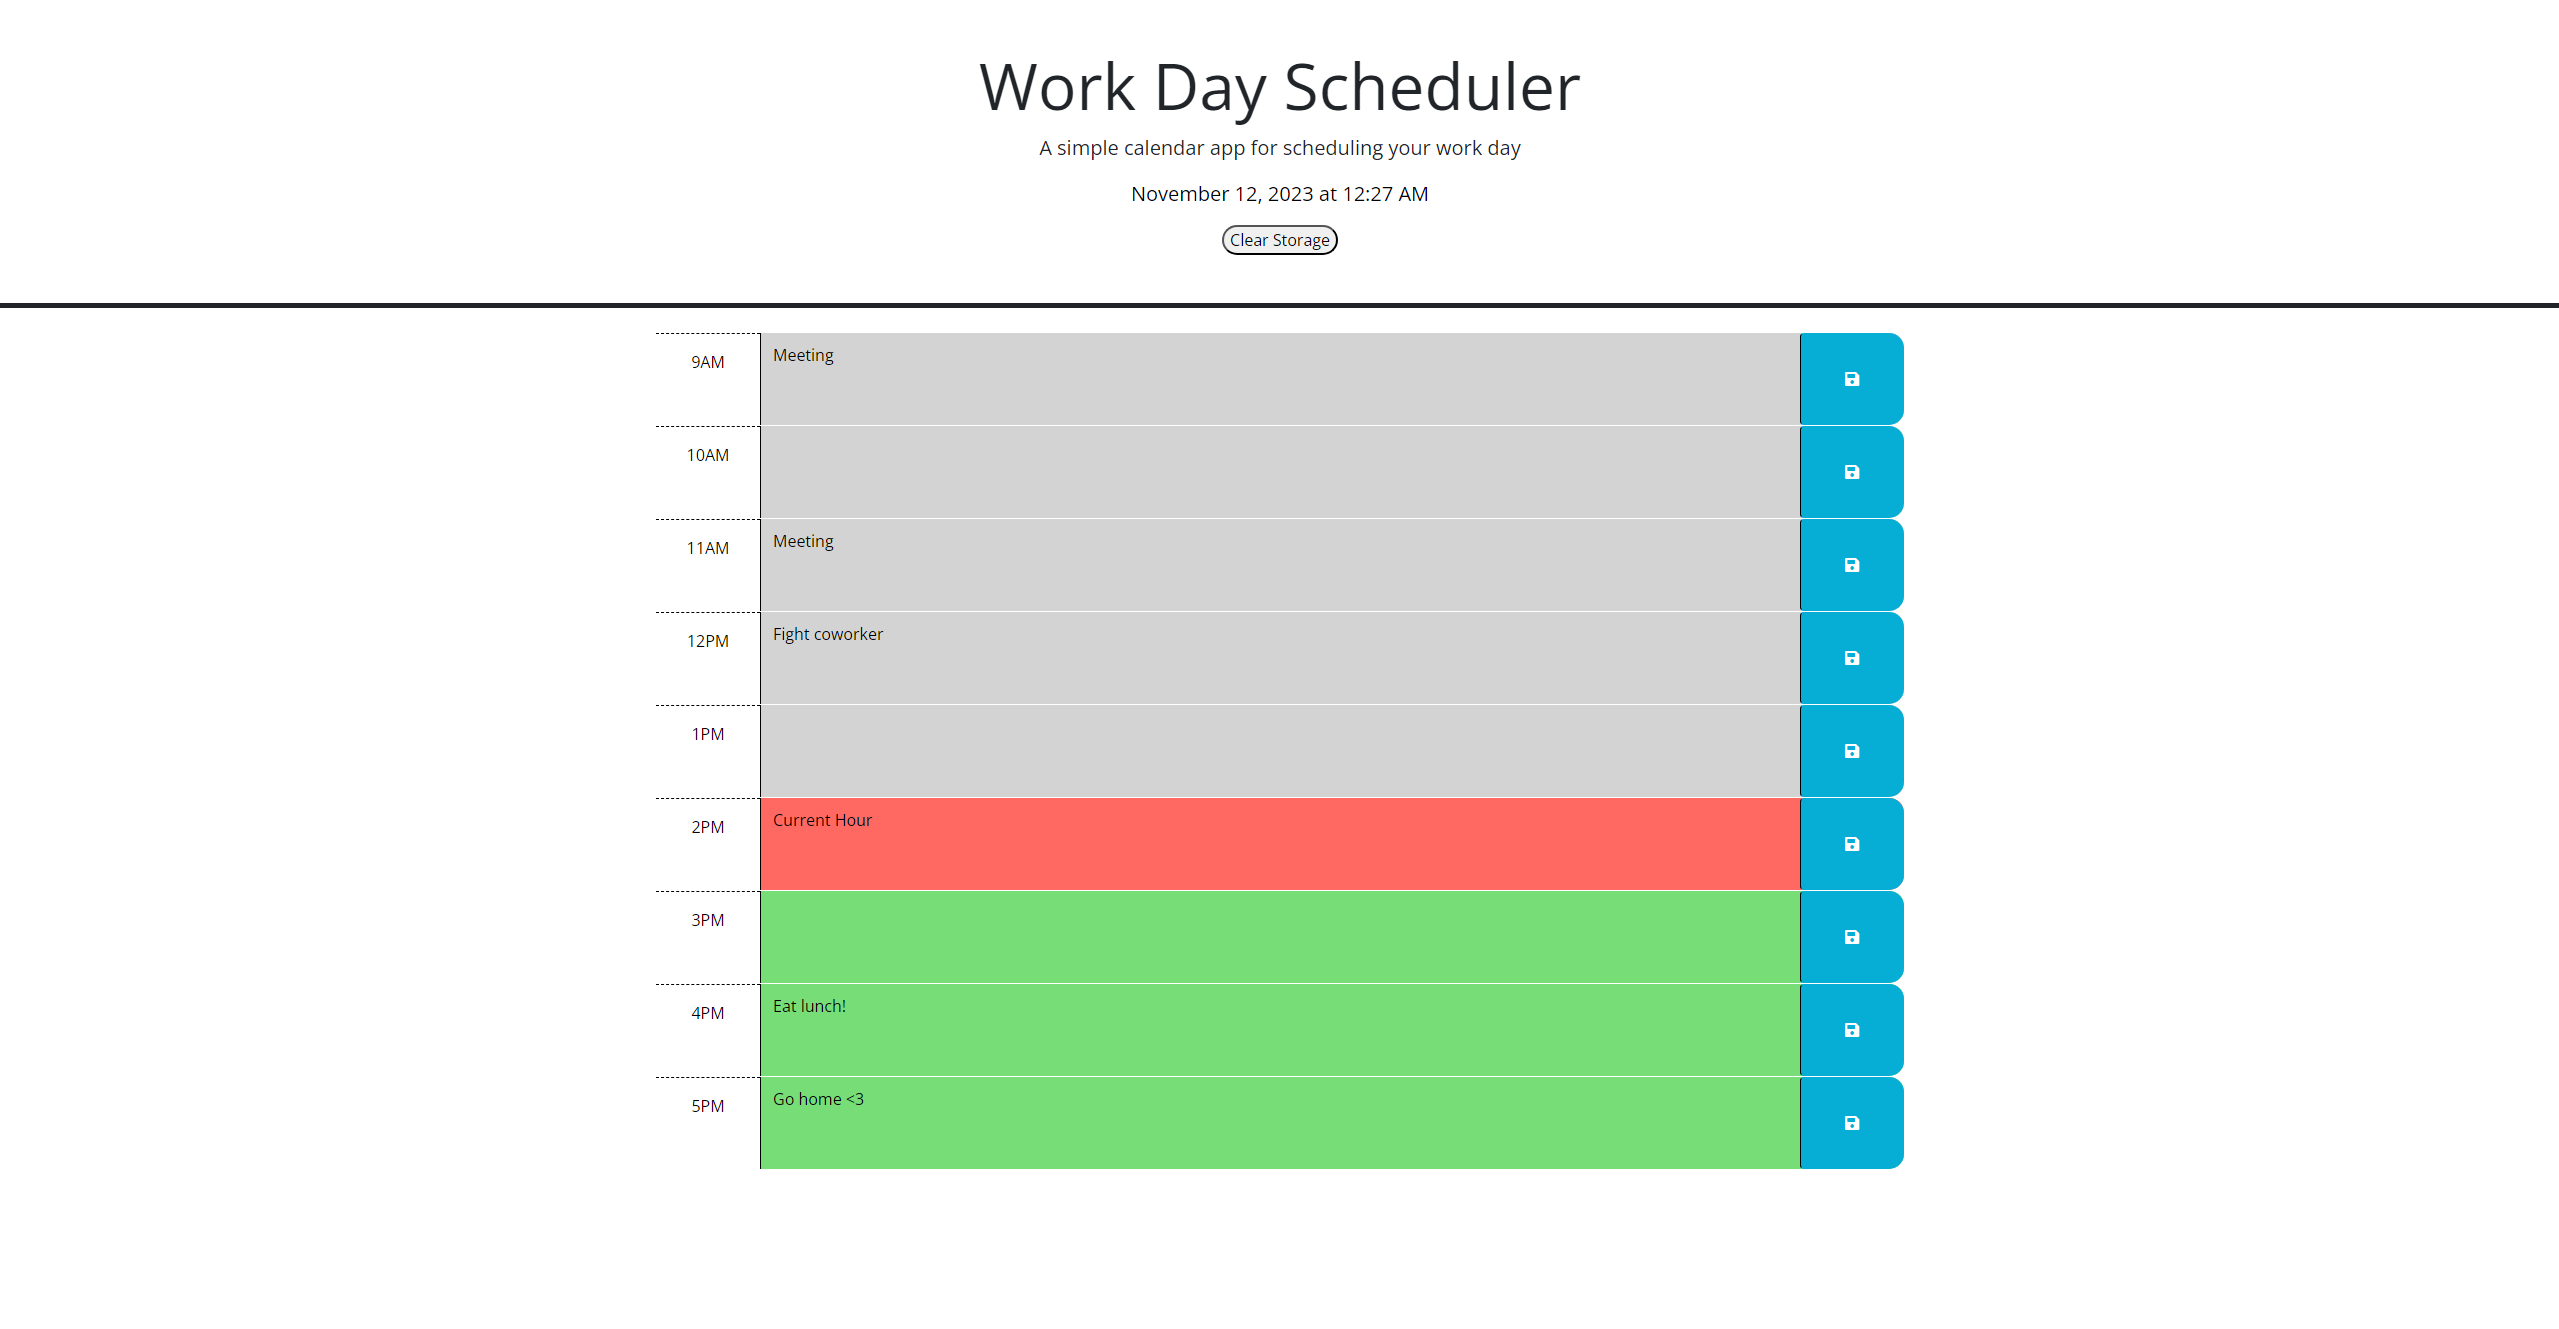 Work Day Scheduler
A simple calendar app for scheduling your work day
November 12, 2023 at 12:27 AM
Clear Storage
9AM Meeting
10AM
11AM Meeting
12PM Fight coworker
1PM
2PM Current Hour
3PM
4PM Eat lunch!
5PM Go home <3